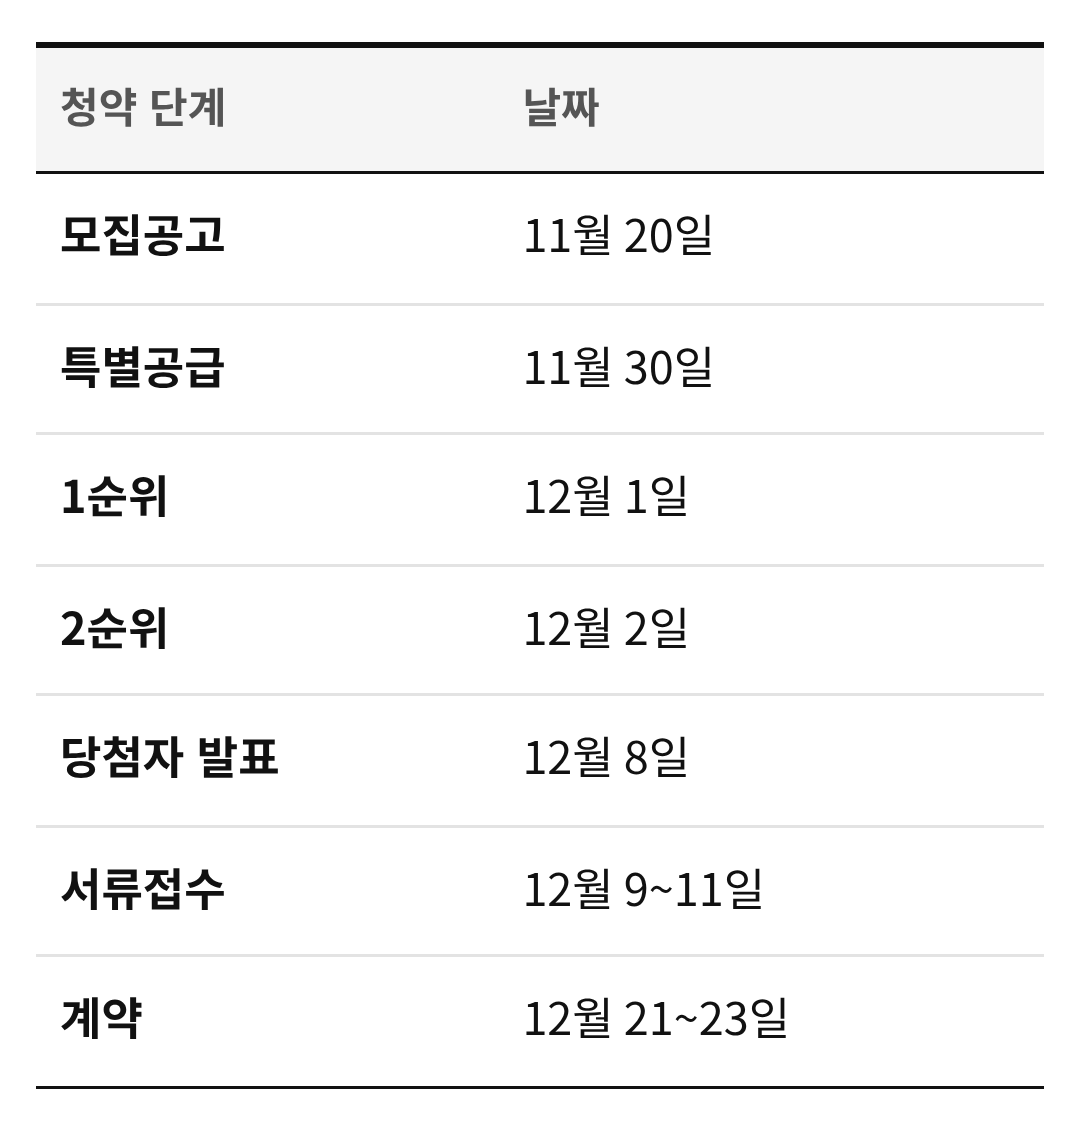 청약 단계 날짜
모집공고 11월 20일
특별공급 11월 30일
1순위 12월 1일
2순위 12월 2일
당첨자 발표 12월 8일
서류접수 12월 9~11일
계약 12월 21~23일